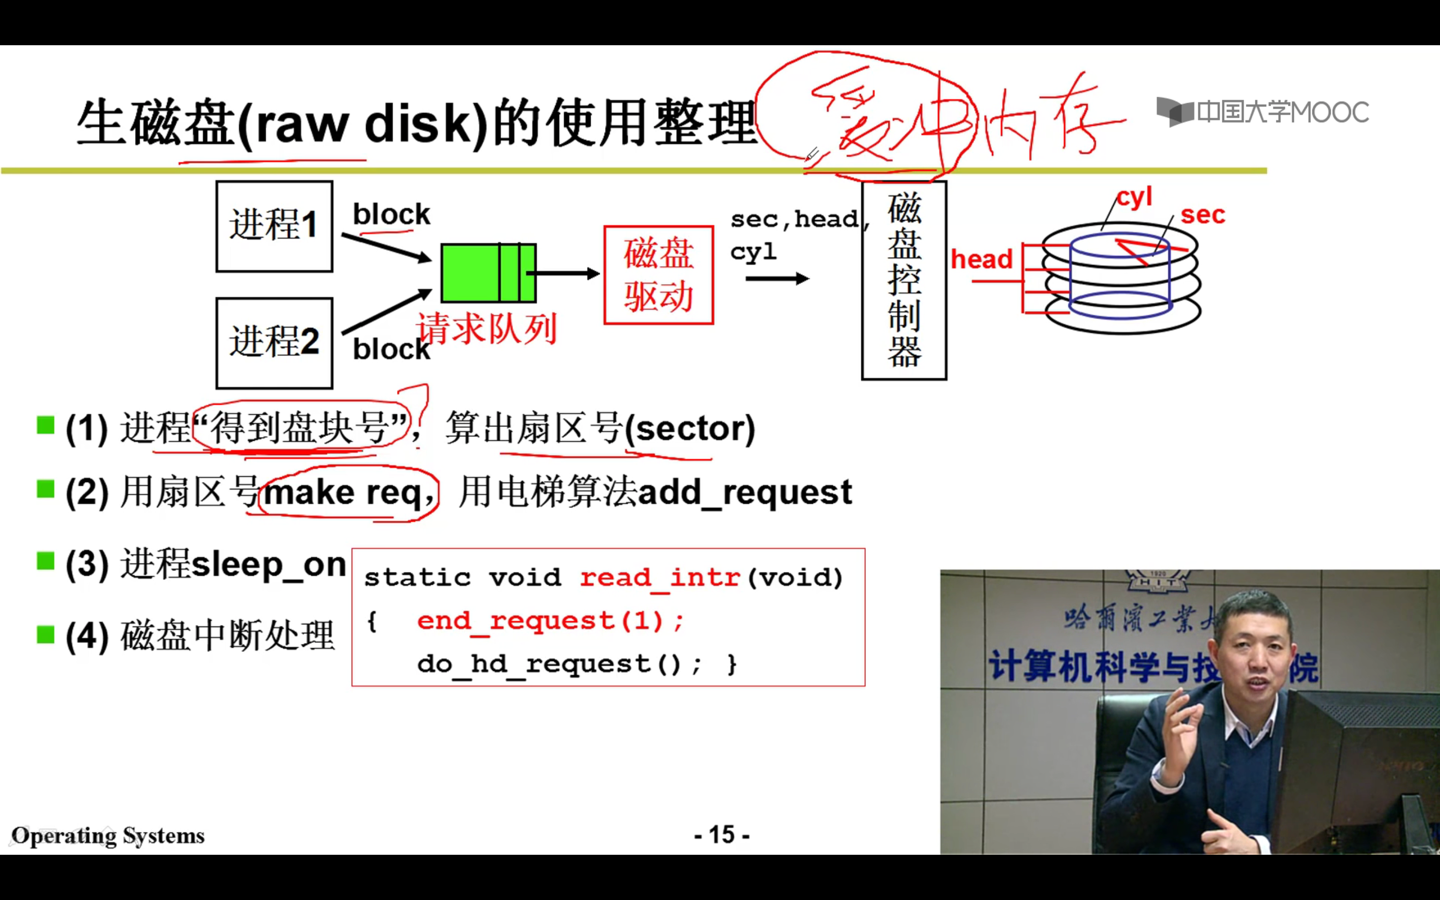 生磁盘(raw disk)的使用整理
缓冲内存
中国大学MOOC
进程1
block
进程2
block
请求队列
磁盘
驱动
sec,head,
cyl
磁盘控制器
head
cyl
sec
(1) 进程“得到盘块号”，算出扇区号(sector)
(2) 用扇区号make req，用电梯算法add_request
(3) 进程sleep_on
(4) 磁盘中断处理
static void read_intr(void)
{ end_request(1);
do_hd_request(); }
HIT
哈爾濱工業大
计算机科学与技
院
Operating Systems
- 15 -